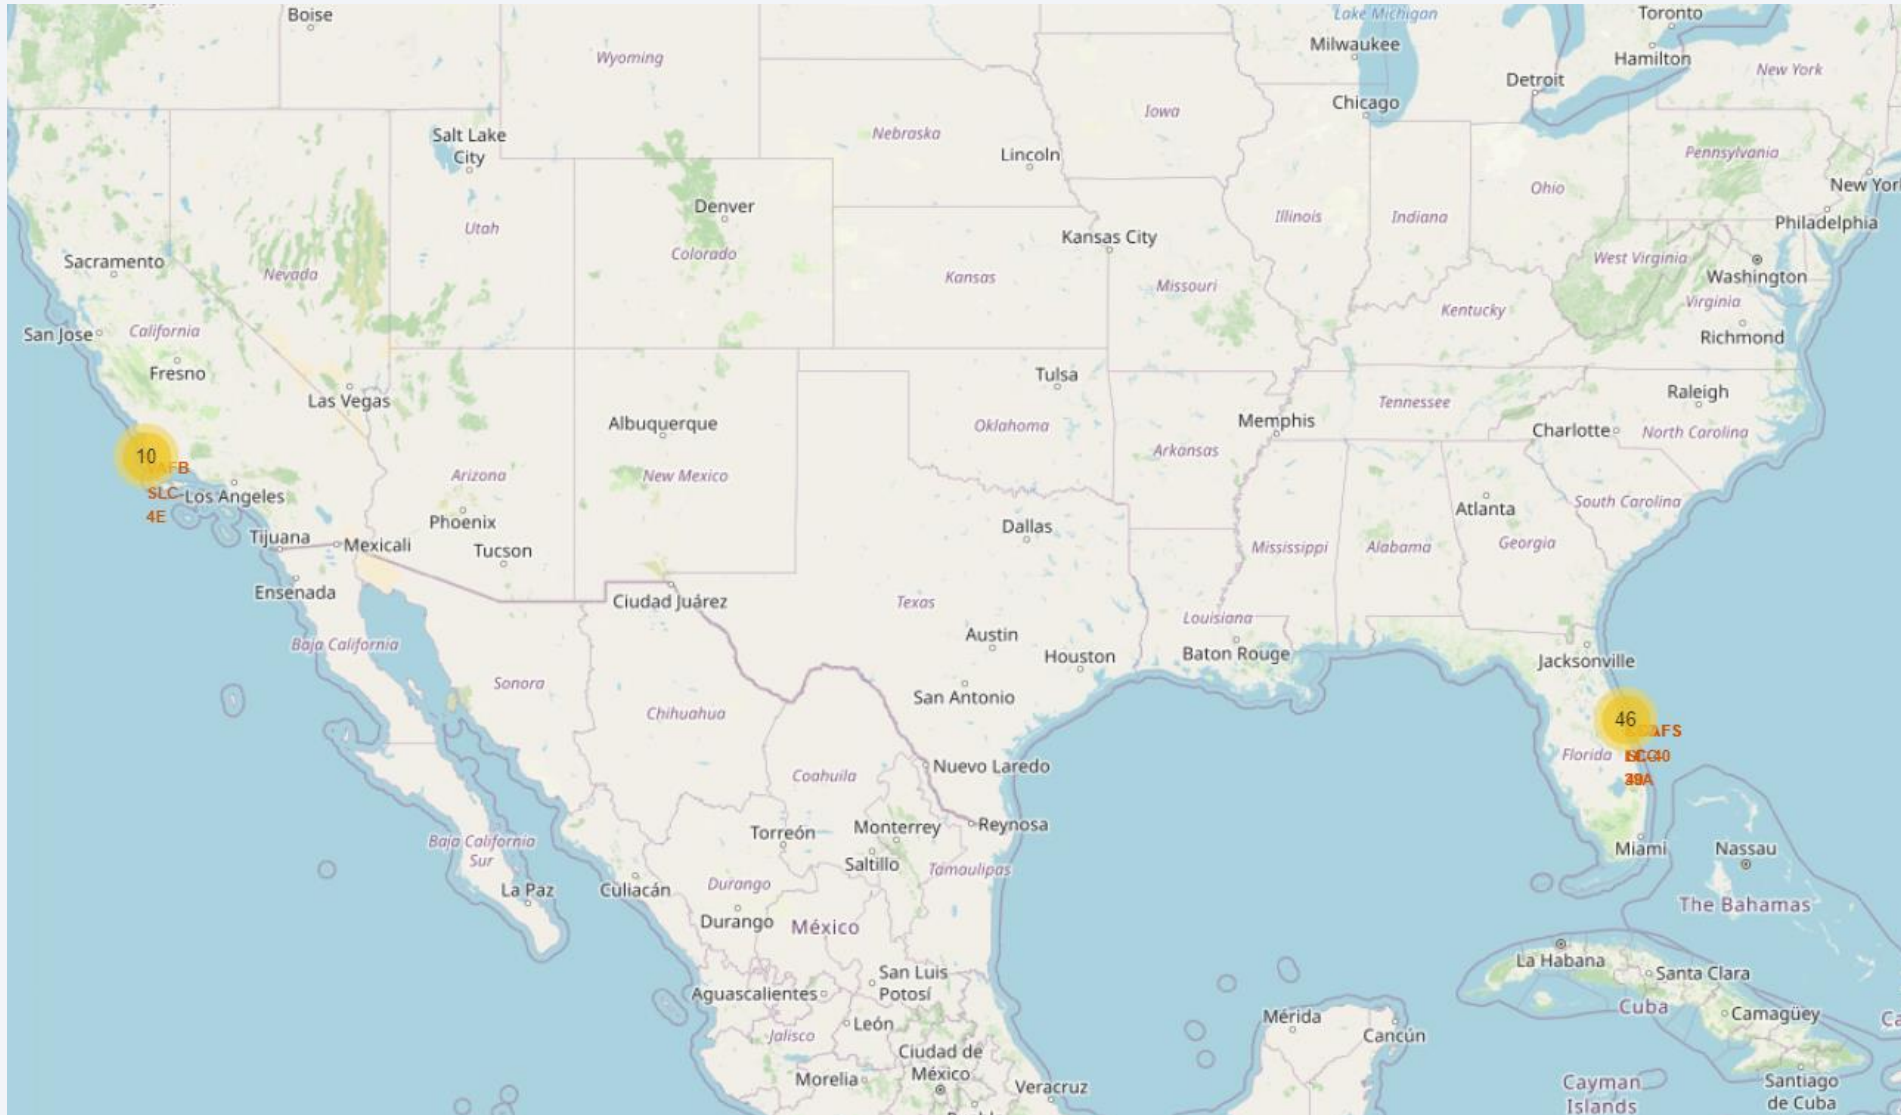 Boise
Lake Michigan
Toronto
Milwaukee
Hamilton
Wyoming
New York
Detroit
Chicago
Iowa
Salt Lake
City
Nebraska
Lincoln
Pennsylvania
Ohio
Denver
Utah
Illinois
Indiana
Philadelphia
Kansas City
Colorado
Sacramento
Nevada
Kansas
Missouri
West Virginia
Washington
Virginia
Kentucky
San Jose
California
Richmond
Fresno
Tulsa
Las Vegas
Raleigh
Tennessee
Albuquerque
Memphis
Oklahoma
Charlotte
North Carolina
Arkansas
10
AFB
SLC-
4E
Los Angeles
Arizona
New Mexico
South Carolina
Atlanta
Phoenix
Dallas
Tijuana
Mexicali
Tucson
Mississippi
Alabama
Georgia
Ensenada
Ciudad Juárez
Texas
Louisiana
Austin
Baja California
Houston
Baton Rouge
Jacksonville
Sonora
San Antonio
Chihuahua
46
AFS
Florida
40
Nuevo Laredo
Coahuila
Torreón
Monterrey
Reynosa
Baja California
Sur
Saltillo
Tamaulipas
Miami
Nassau
La Paz
Culiacán
Durango
Durango
México
The Bahamas
La Habana
Santa Clara
San Luis
Potosí
Aguascalientes
Cuba
Camagüey
Mérida
León
Jalisco
Cancún
Ciudad de
México
Morelia
Veracruz
Cayman
Islands
Santiago
de Cuba